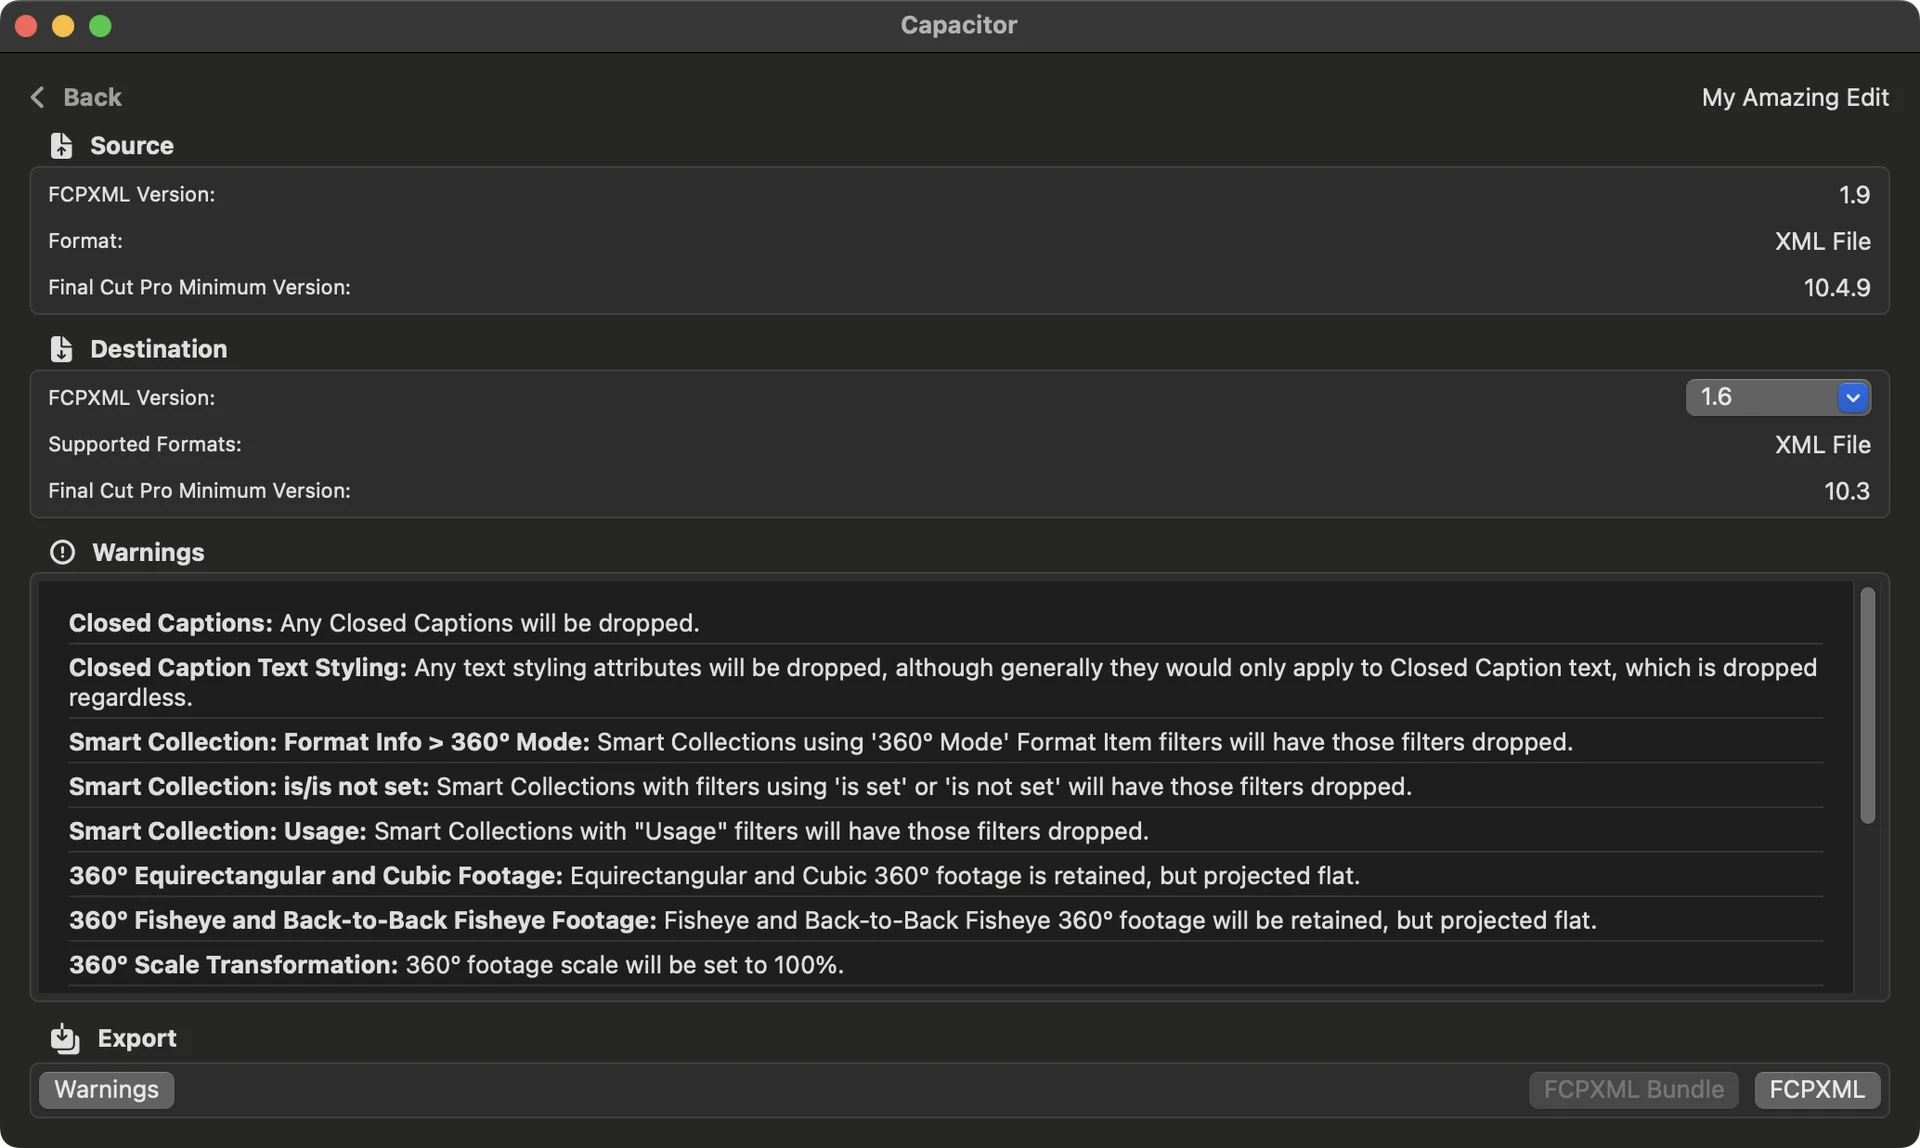 Capacitor
Back
My Amazing Edit
Source
FCPXML Version:
1.9
Format:
XML File
Final Cut Pro Minimum Version:
10.4.9
Destination
FCPXML Version:
1.6
Supported Formats:
XML File
Final Cut Pro Minimum Version:
10.3
Warnings
Closed Captions: Any Closed Captions will be dropped.
Closed Caption Text Styling: Any text styling attributes will be dropped, although generally they would only apply to Closed Caption text, which is dropped
regardless.
Smart Collection: Format Info > 360º Mode: Smart Collections using '360º Mode' Format Item filters will have those filters dropped.
Smart Collection: is/is not set: Smart Collections with filters using 'is set' or 'is not set' will have those filters dropped.
Smart Collection: Usage: Smart Collections with "Usage" filters will have those filters dropped.
360º Equirectangular and Cubic Footage: Equirectangular and Cubic 360º footage is retained, but projected flat.
360º Fisheye and Back-to-Back Fisheye Footage: Fisheye and Back-to-Back Fisheye 360º footage will be retained, but projected flat.
360º Scale Transformation: 360º footage scale will be set to 100%.
Export
Warnings
FCPXML Bundle
FCPXML